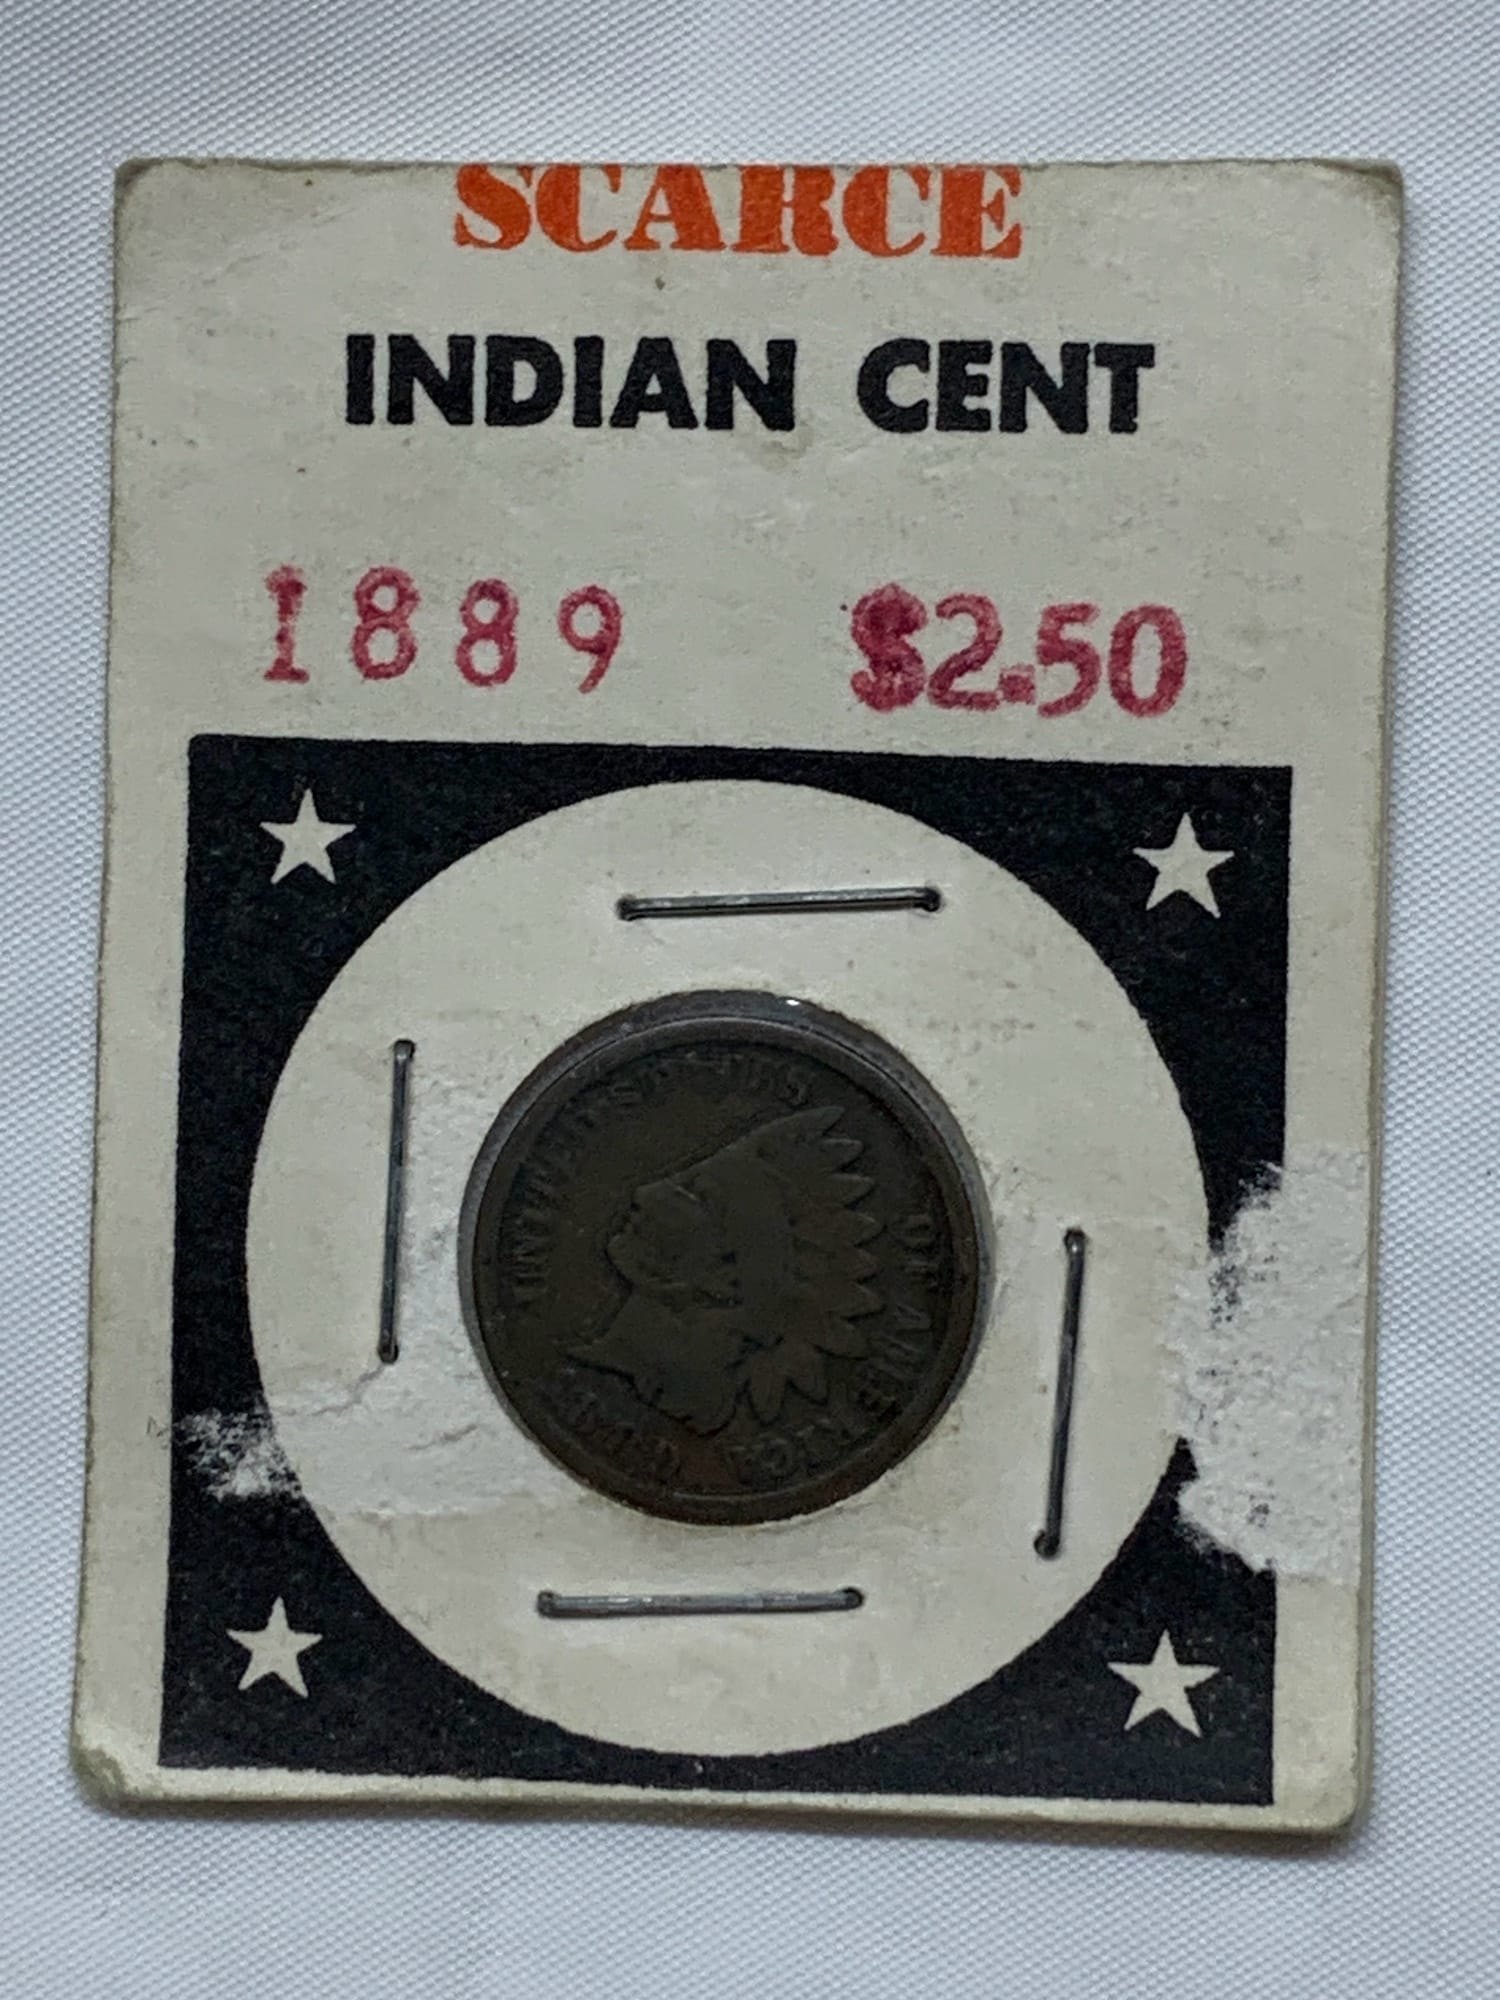 SCARCE
INDIAN CENT
1889 $2.50
UNITED STATES
OF AMERICA